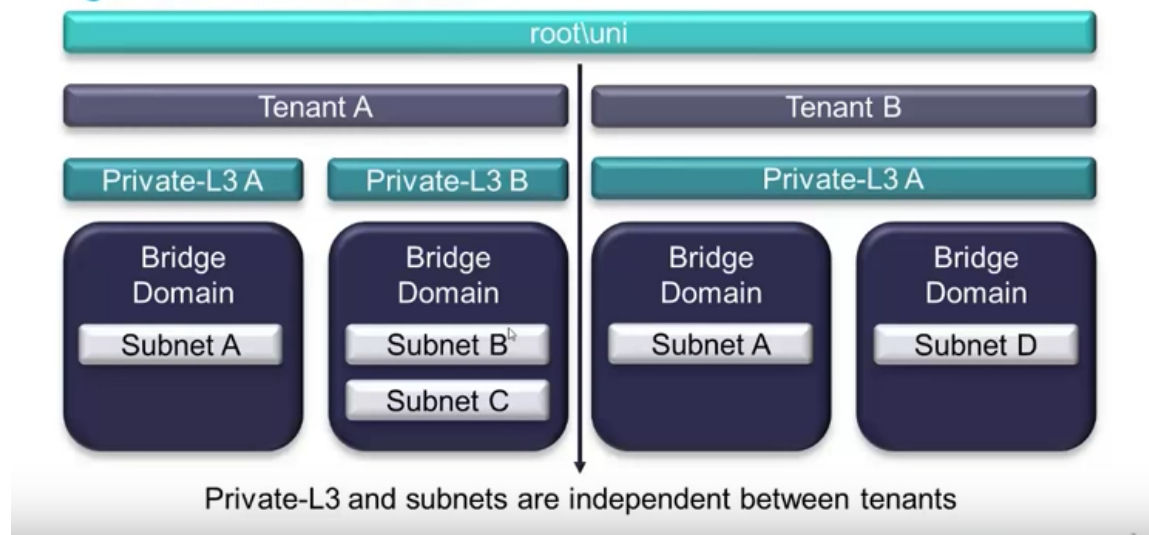 root\uni
Tenant A
Tenant B
Private-L3 A
Private-L3 B
Private-L3 A
Bridge
Domain
Subnet A
Bridge
Domain
Subnet B
Subnet C
Bridge
Domain
Subnet A
Bridge
Domain
Subnet D
Private-L3 and subnets are independent between tenants